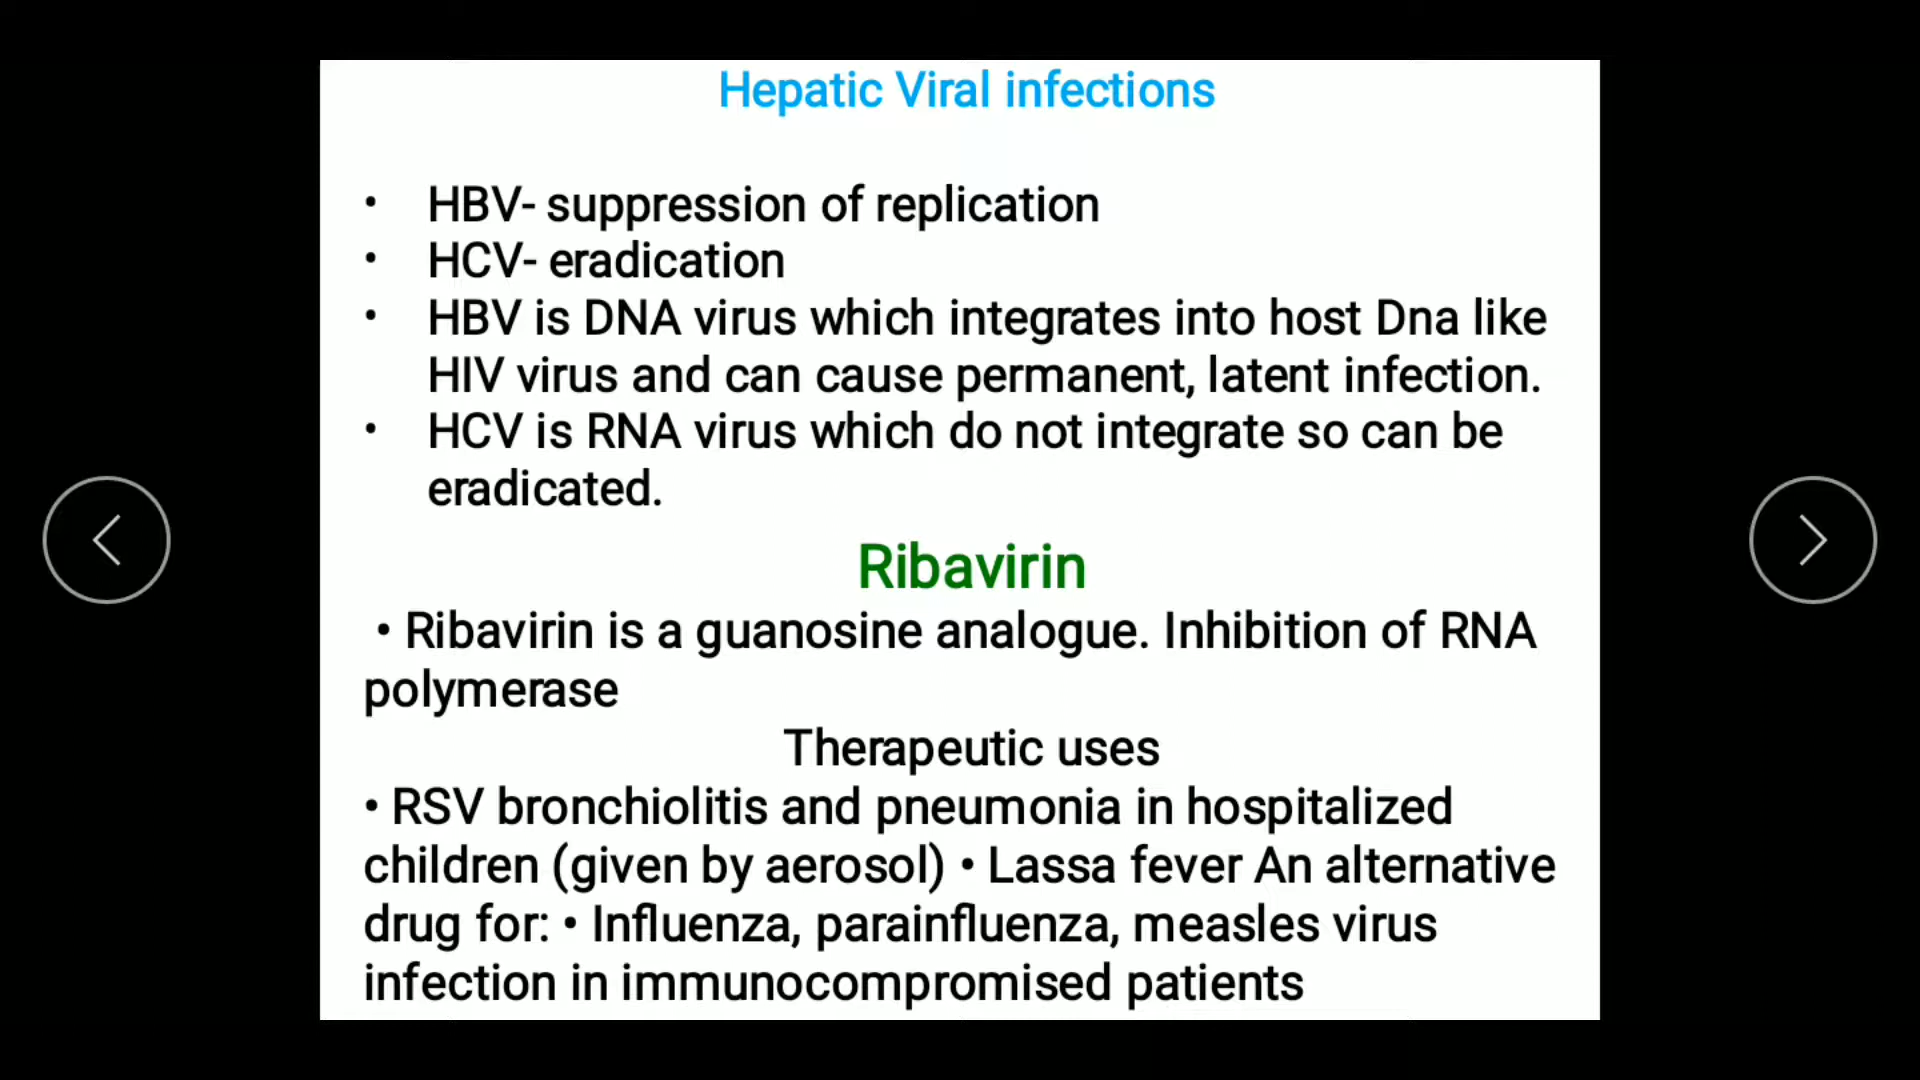 Hepatic Viral infections
• HBV- suppression of replication
• HCV- eradication
• HBV is DNA virus which integrates into host Dna like
HIV virus and can cause permanent, latent infection.
• HCV is RNA virus which do not integrate so can be
eradicated.
Ribavirin
• Ribavirin is a guanosine analogue. Inhibition of RNA
polymerase
Therapeutic uses
• RSV bronchiolitis and pneumonia in hospitalized
children (given by aerosol) • Lassa fever An alternative
drug for: • Influenza, parainfluenza, measles virus
infection in immunocompromised patients